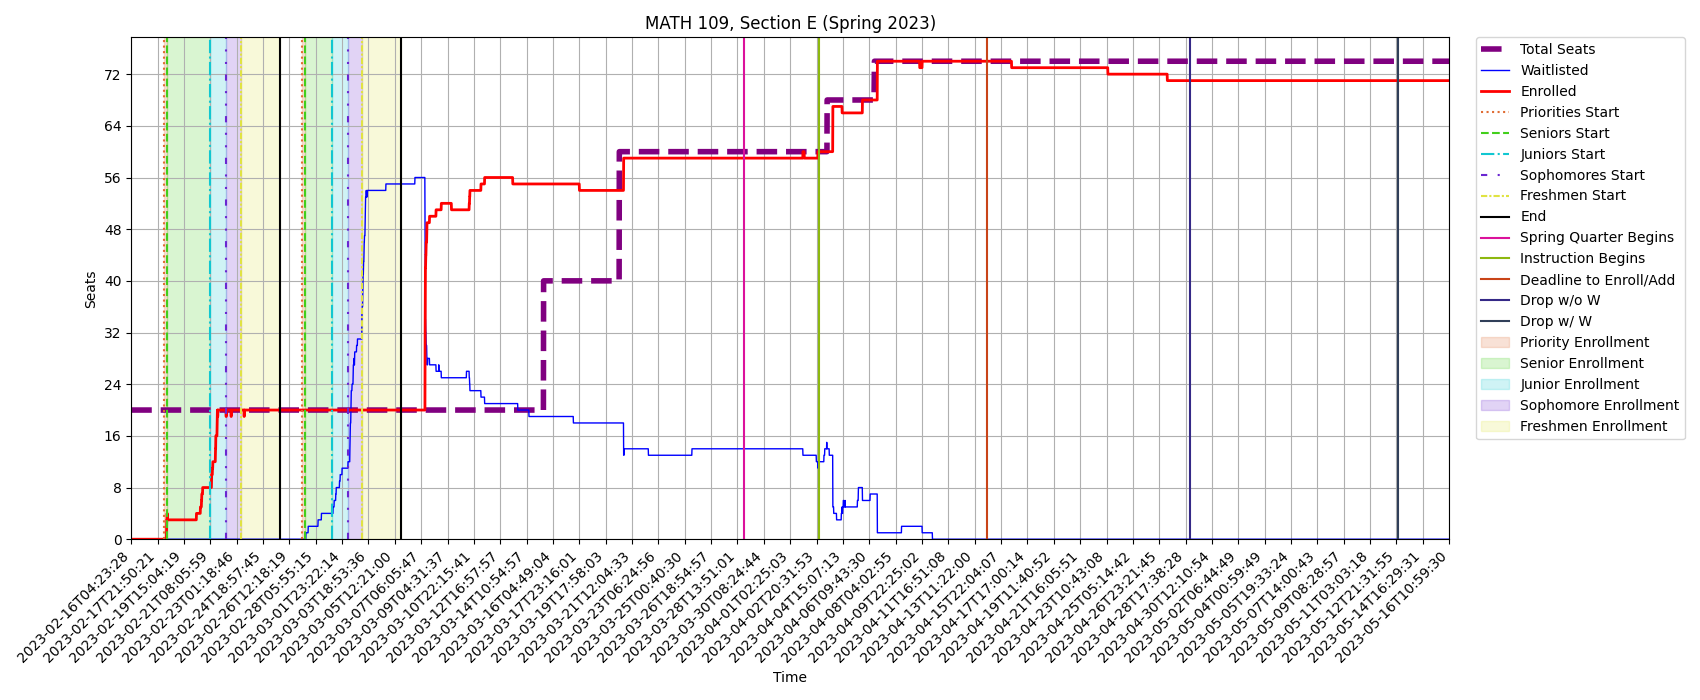 MATH 109, Section E (Spring 2023)
Seats
72
64
56
48
40
32
24
16
8
0
2023-02-16T04:23:28
2023-02-17T21:50:21
2023-02-19T15:04:19
2023-02-21T08:05:59
2023-02-23T01:18:46
2023-02-24T18:57:45
2023-02-26T12:18:19
2023-02-28T05:55:15
2023-03-01T23:22:14
2023-03-03T18:53:36
2023-03-05T12:21:00
2023-03-07T06:05:47
2023-03-09T04:31:37
2023-03-10T22:15:41
2023-03-12T16:57:57
2023-03-14T10:54:57
2023-03-16T04:49:04
2023-03-17T23:16:01
2023-03-19T17:58:03
2023-03-21T12:04:33
2023-03-23T06:24:56
2023-03-25T00:40:30
2023-03-26T18:54:57
2023-03-28T13:51:01
2023-03-30T08:24:44
2023-04-01T02:25:03
2023-04-02T20:31:53
2023-04-04T15:07:13
2023-04-06T09:43:30
2023-04-08T04:02:55
2023-04-09T22:25:02
2023-04-11T16:51:08
2023-04-13T11:22:00
2023-04-15T22:04:07
2023-04-17T17:00:14
2023-04-19T11:40:52
2023-04-21T16:05:51
2023-04-23T10:43:08
2023-04-25T05:14:42
2023-04-26T23:21:45
2023-04-28T17:38:28
2023-04-30T12:10:54
2023-05-02T06:44:49
2023-05-04T00:59:49
2023-05-05T19:33:24
2023-05-07T14:00:43
2023-05-09T08:28:57
2023-05-11T03:03:18
2023-05-12T21:31:55
2023-05-14T16:29:31
2023-05-16T10:59:30
Time
Total Seats
Waitlisted
Enrolled
Priorities Start
Seniors Start
Juniors Start
Sophomores Start
Freshmen Start
End
Spring Quarter Begins
Instruction Begins
Deadline to Enroll/Add
Drop w/o W
Drop w/ W
Priority Enrollment
Senior Enrollment
Junior Enrollment
Sophomore Enrollment
Freshmen Enrollment